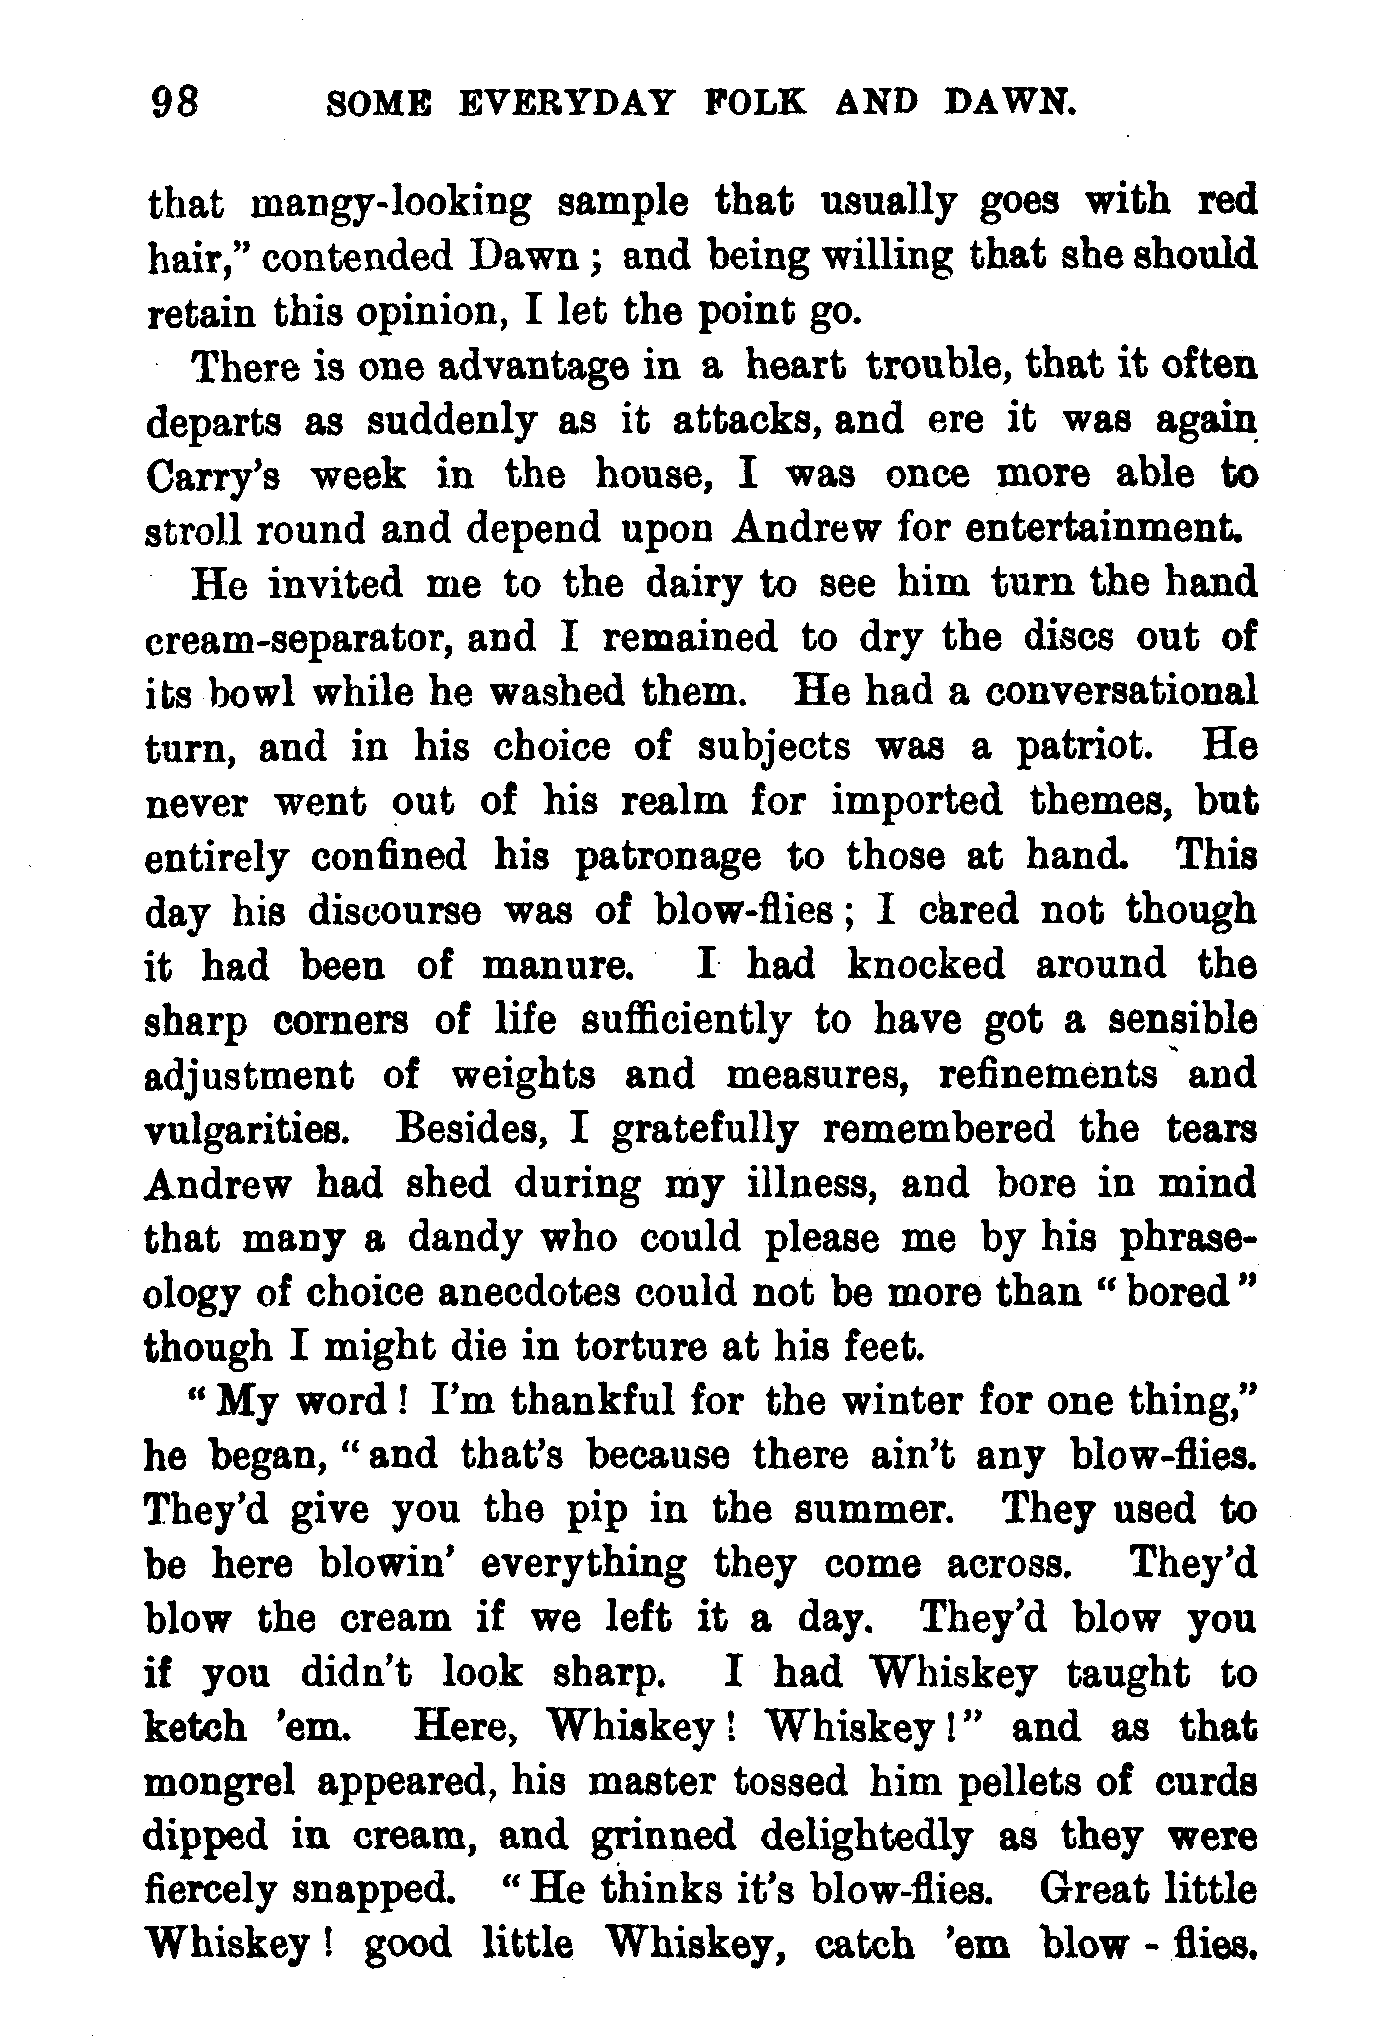 98 SOME EVERYDAY FOLK AND DAWN.
that mangy-looking sample that usually goes with red
hair," contended Dawn; and being willing that she should
retain this opinion, I let the point go.
There is one advantage in a heart trouble, that it often
departs as suddenly as it attacks, and ere it was again
Carry's week in the house, I was once more able to
stroll round and depend upon Andrew for entertainment.
He invited me to the dairy to see him turn the hand
cream-separator, and I remained to dry the discs out of
its bowl while he washed them. He had a conversational
turn, and in his choice of subjects was a patriot. He
never went out of his realm for imported themes, but
entirely confined his patronage to those at hand. This
day his discourse was of blow-flies; I cared not though
it had been of manure. I had knocked around the
sharp corners of life sufficiently to have got a sensible
adjustment of weights and measures, refinements and
vulgarities. Besides, I gratefully remembered the tears
Andrew had shed during my illness, and bore in mind
that many a dandy who could please me by his phrase-
ology of choice anecdotes could not be more than "bored"
though I might die in torture at his feet.
"My word! I'm thankful for the winter for one thing,"
he began, "and that's because there ain't any blow-flies.
They'd give you the pip in the summer. They used to
be here blowin' everything they come across. They'd
blow the cream if we left it a day. They'd blow you
if you didn't look sharp. I had Whiskey taught to
ketch 'em. Here, Whiskey! Whiskey!" and as that
mongrel appeared, his master tossed him pellets of curds
dipped in cream, and grinned delightedly as they were
fiercely snapped. "He thinks it's blow-flies. Great little
Whiskey! good little Whiskey, catch 'em blow-flies.